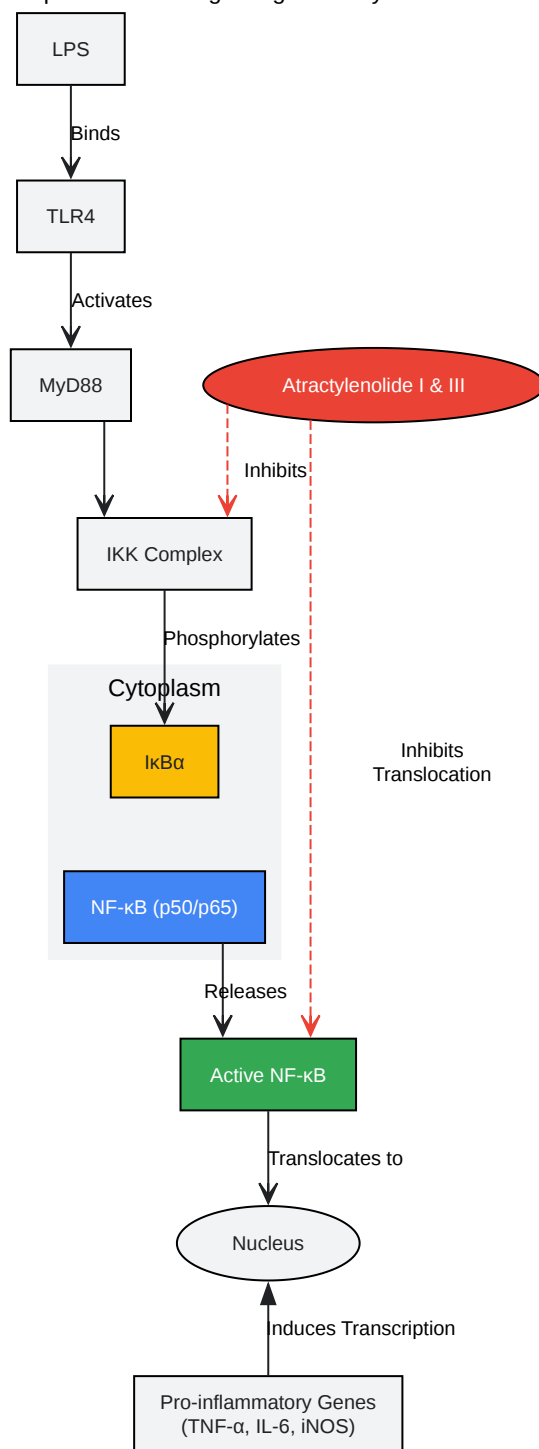 LPS
Binds
TLR4
Activates
MyD88
Atractylenolide I & III
Inhibits
IKK Complex
Phosphorylates
Cytoplasm
IκBα
Inhibits
Translocation
NF-κB (p50/p65)
Releases
Active NF-κB
Translocates to
Nucleus
Induces Transcription
Pro-inflammatory Genes
(TNF-α, IL-6, iNOS)